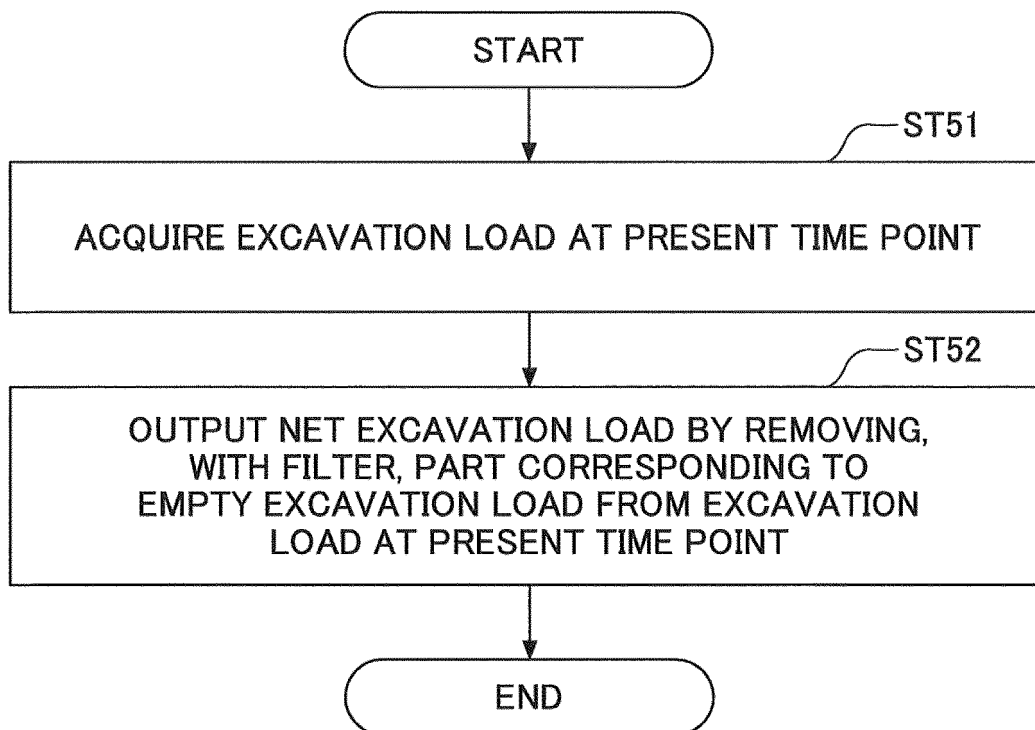 START
ST51
ACQUIRE EXCAVATION LOAD AT PRESENT TIME POINT
ST52
OUTPUT NET EXCAVATION LOAD BY REMOVING,
WITH FILTER, PART CORRESPONDING TO
EMPTY EXCAVATION LOAD FROM EXCAVATION
LOAD AT PRESENT TIME POINT
END